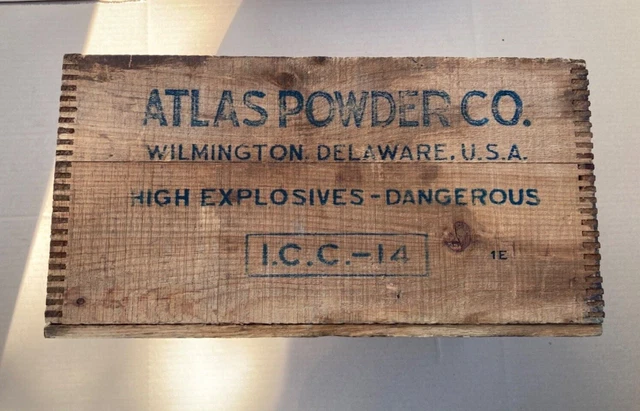 ATLAS POWDER CO.
WILMINGTON, DELAWARE, U.S.A.
HIGH EXPLOSIVES-DANGEROUS
I.C.C.-14
1E